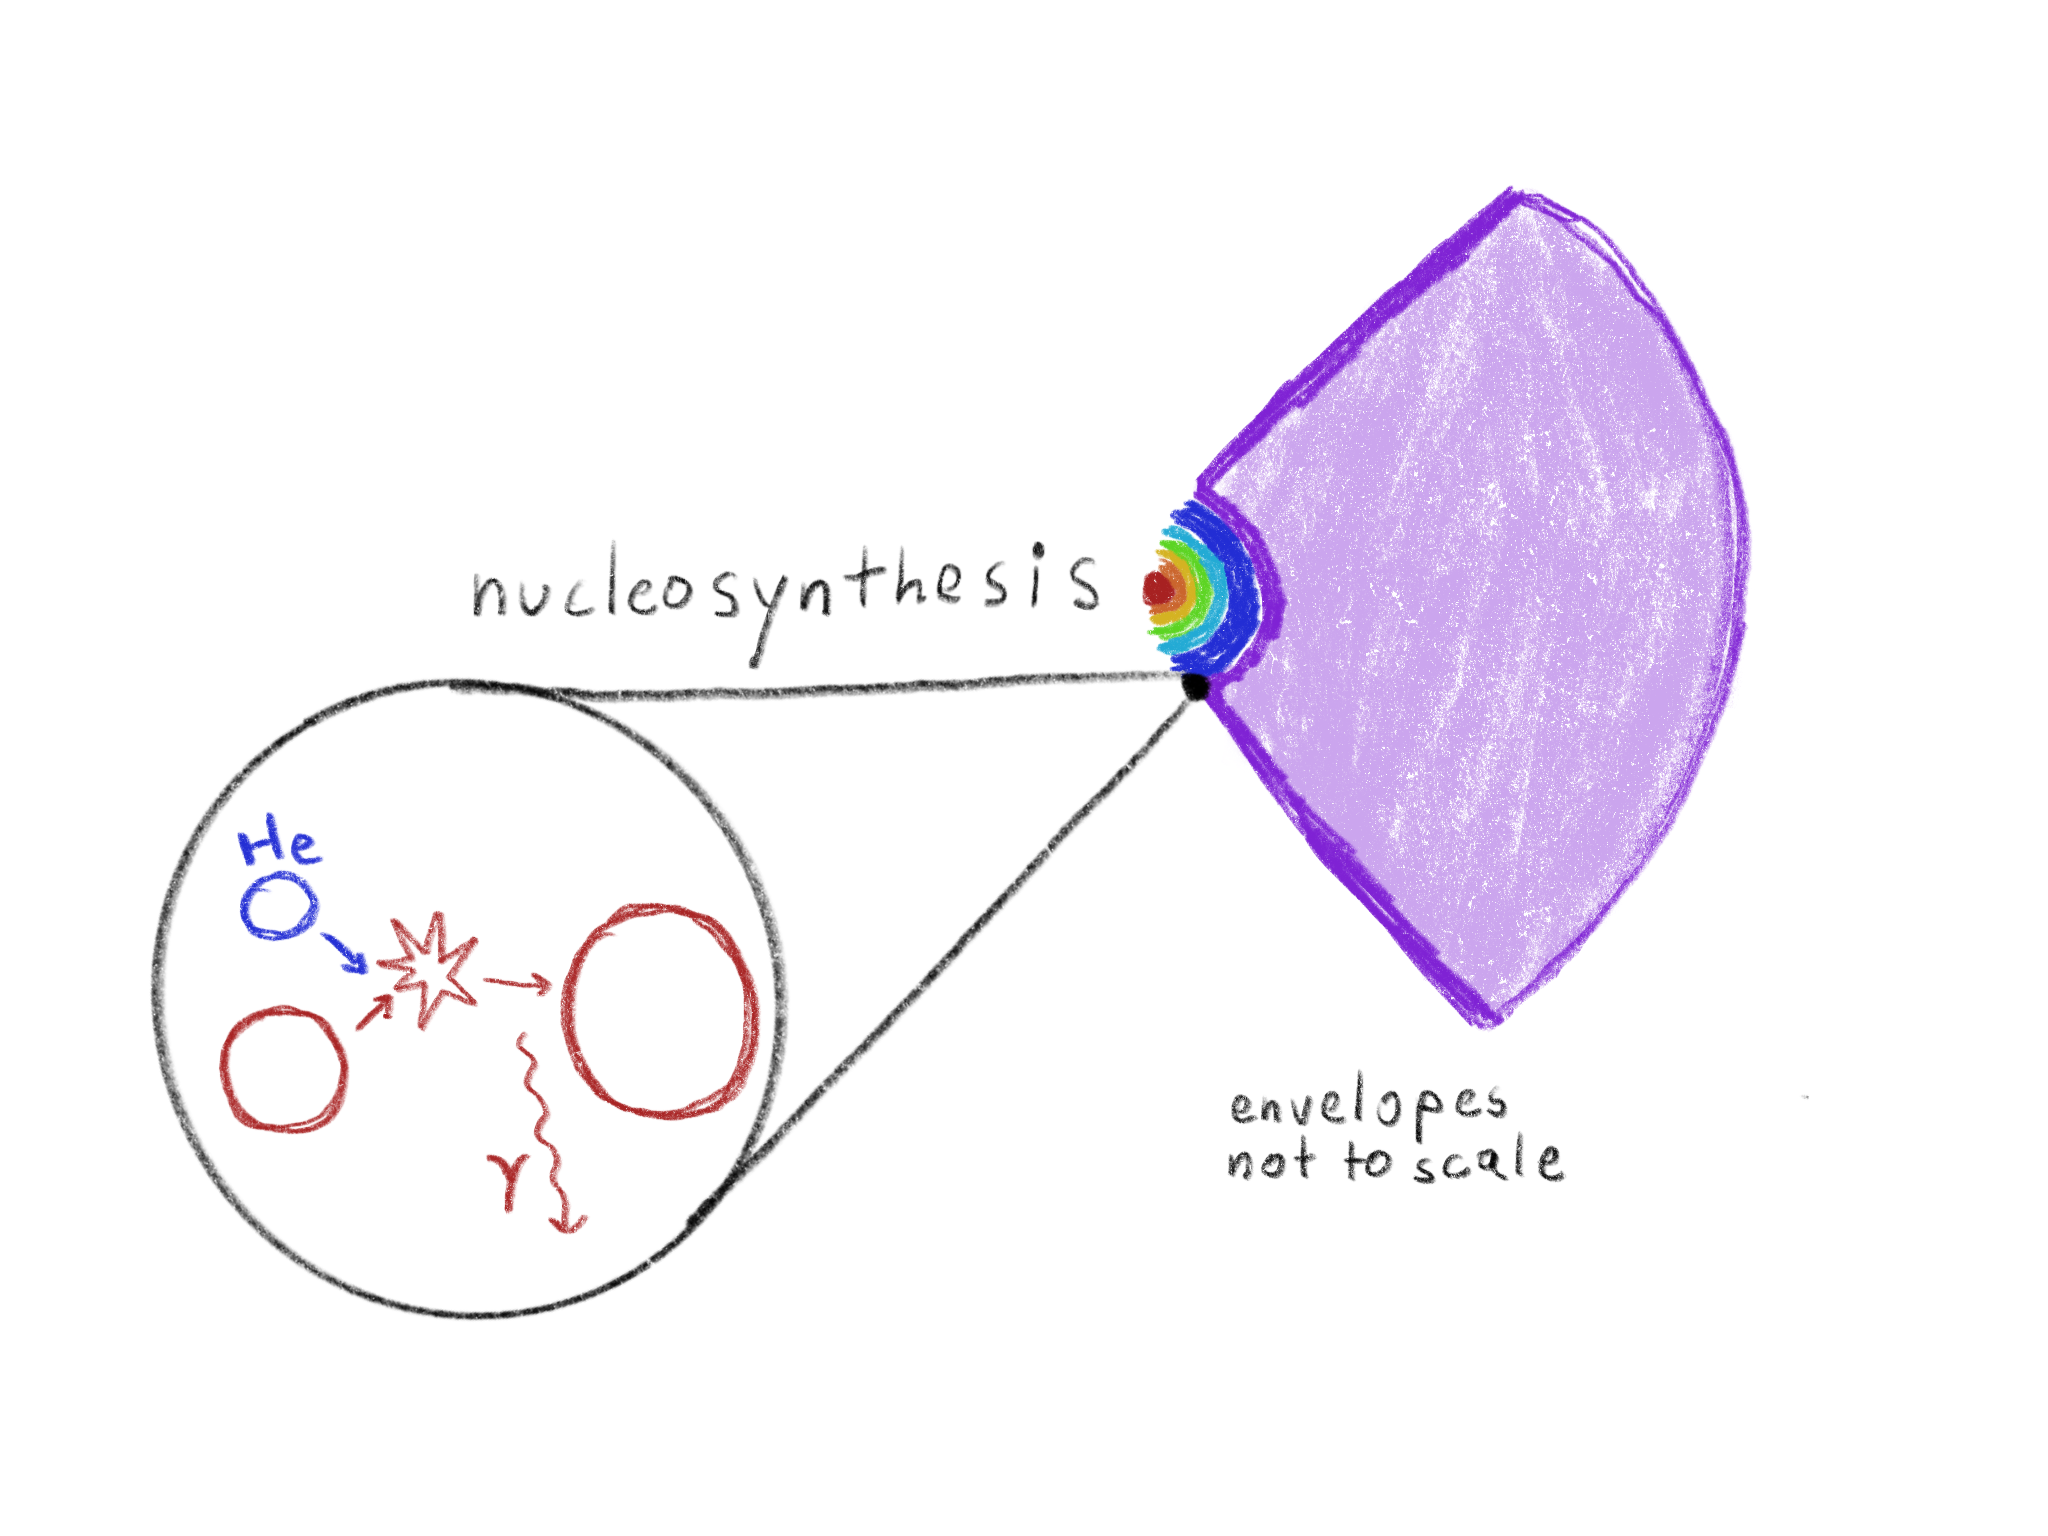 nucleosynthesis
He
γ
envelopes
not to scale